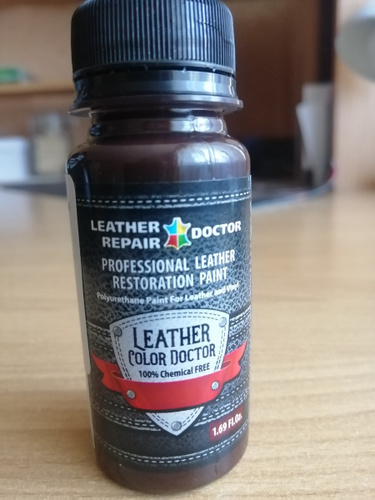 LEATHER DOCTOR
REPAIR
PROFESSIONAL LEATHER
RESTORATION PAINT
Polyurethane Paint For Leather and Vinyl
LEATHER
COLOR DOCTOR
100% Chemical FREE
1.69 FL.Oz.